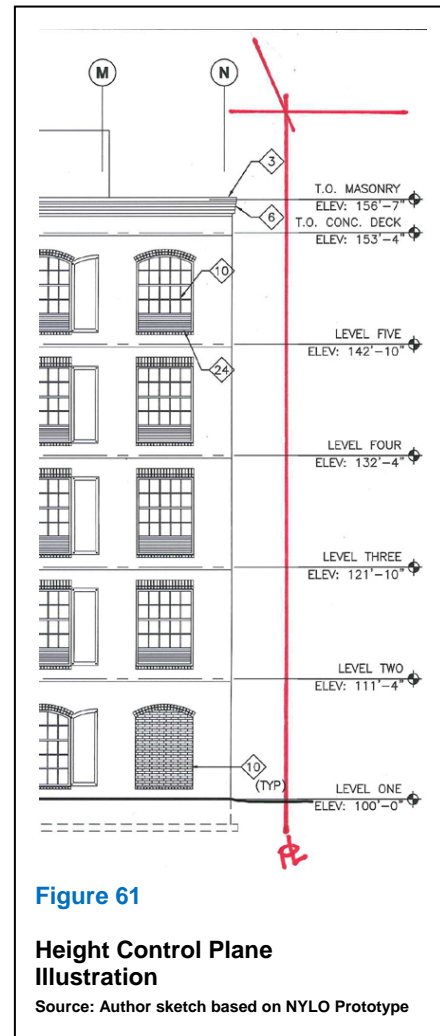 M
N
3
T.O. MASONRY
ELEV: 156'-7"
6
T.O. CONC. DECK
ELEV: 153'-4"
10
LEVEL FIVE
ELEV: 142'-10"
24
LEVEL FOUR
ELEV: 132'-4"
LEVEL THREE
ELEV: 121'-10"
LEVEL TWO
ELEV: 111'-4"
10
(TYP)
LEVEL ONE
ELEV: 100'-0"
PL
Figure 61
Height Control Plane
Illustration
Source: Author sketch based on NYLO Prototype